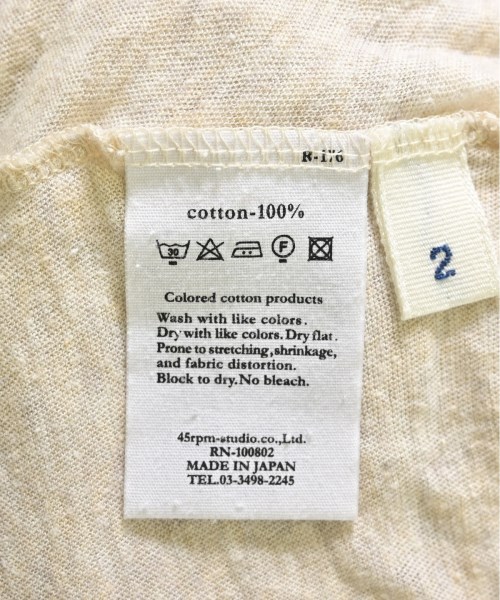 R-176
cotton-100%
30 F
Colored cotton products
Wash with like colors.
Dry with like colors. Dry flat.
Prone to stretching,shrinkage,
and fabric distortion.
Block to dry.No bleach.
45rpm-studio.co.,Ltd.
RN-100802
MADE IN JAPAN
TEL.03-3498-2245
2